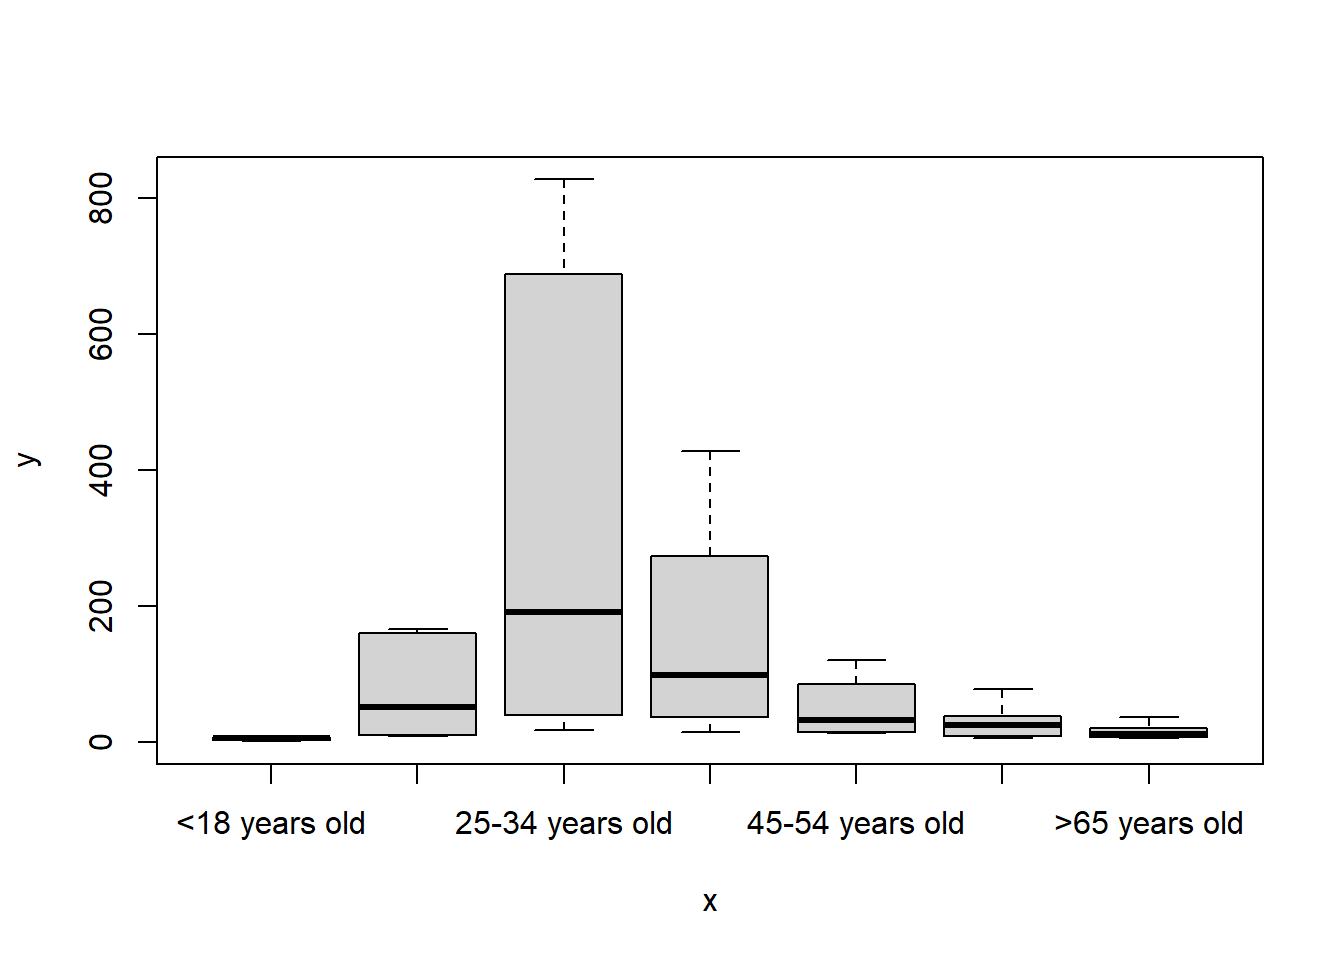 800
600
400
200
0
y
<18 years old
25-34 years old
45-54 years old
>65 years old
x